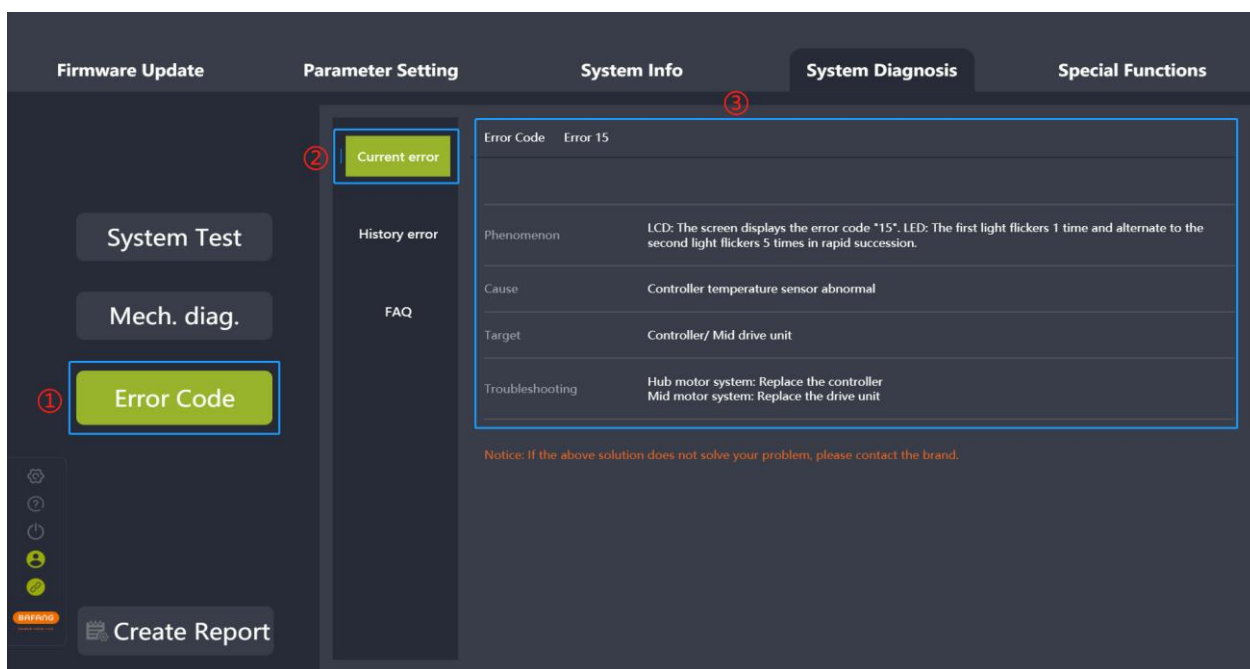 Firmware Update
Parameter Setting
System Info
System Diagnosis
Special Functions
③
②
Current error
Error Code Error 15
System Test
History error
Phenomenon
LCD: The screen displays the error code "15". LED: The first light flickers 1 time and alternate to the
second light flickers 5 times in rapid succession.
Cause
Controller temperature sensor abnormal
Mech. diag.
FAQ
Target
Controller/ Mid drive unit
①
Error Code
Troubleshooting
Hub motor system: Replace the controller
Mid motor system: Replace the drive unit
Notice: If the above solution does not solve your problem, please contact the brand.
BAFANG
Create Report